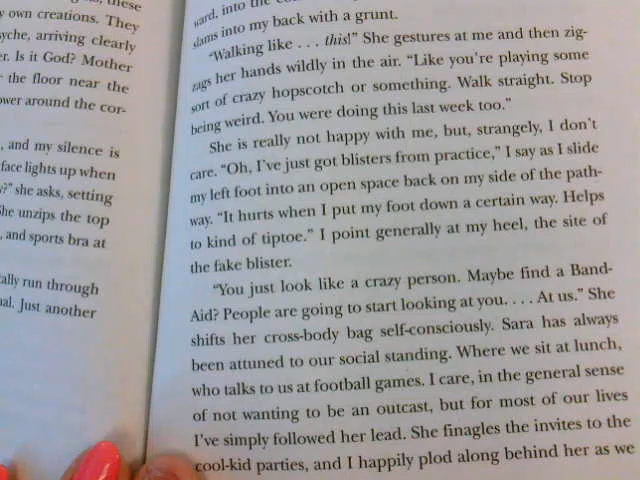 these
own creations. They
syche, arriving clearly
er. Is it God? Mother
the floor near the
ower around the cor-
, and my silence is
face lights up when
?" she asks, setting
She unzips the top
, and sports bra at
ally run through
ual. Just another
ward, into the
slams into my back with a grunt.
"Walking like . . . this!" She gestures at me and then zig-
zags her hands wildly in the air. "Like you're playing some
sort of crazy hopscotch or something. Walk straight. Stop
being weird. You were doing this last week too."
She is really not happy with me, but, strangely, I don't
care. "Oh, I've just got blisters from practice," I say as I slide
my left foot into an open space back on my side of the path-
way. "It hurts when I put my foot down a certain way. Helps
to kind of tiptoe." I point generally at my heel, the site of
the fake blister.
"You just look like a crazy person. Maybe find a Band-
Aid? People are going to start looking at you. . . . At us." She
shifts her cross-body bag self-consciously. Sara has always
been attuned to our social standing. Where we sit at lunch,
who talks to us at football games. I care, in the general sense
of not wanting to be an outcast, but for most of our lives
I've simply followed her lead. She finagles the invites to the
cool-kid parties, and I happily plod along behind her as we